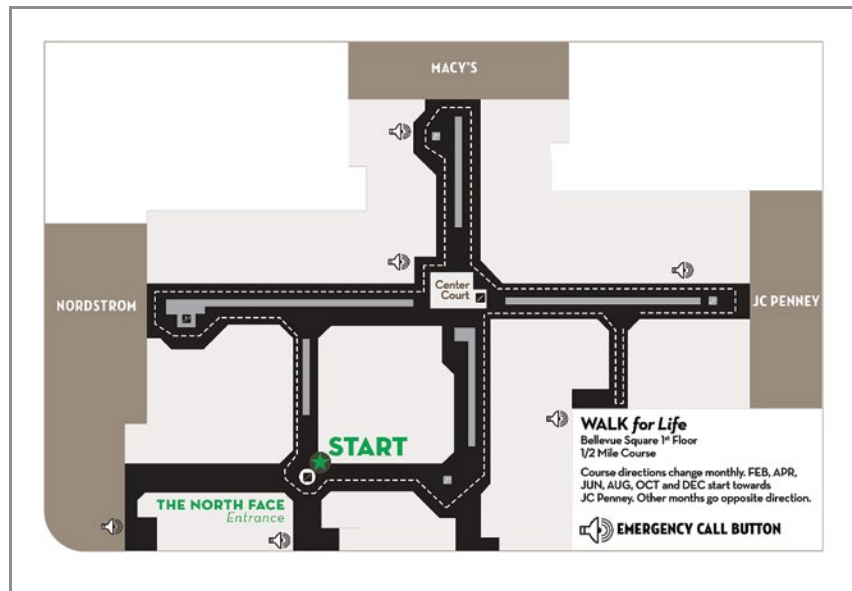 MACY'S
Center
Court
NORDSTROM
JC PENNEY
START
THE NORTH FACE
Entrance
WALK for Life
Bellevue Square 1st Floor
1/2 Mile Course
Course directions change monthly. FEB, APR,
JUN, AUG, OCT and DEC start towards
JC Penney. Other months go opposite direction.
EMERGENCY CALL BUTTON